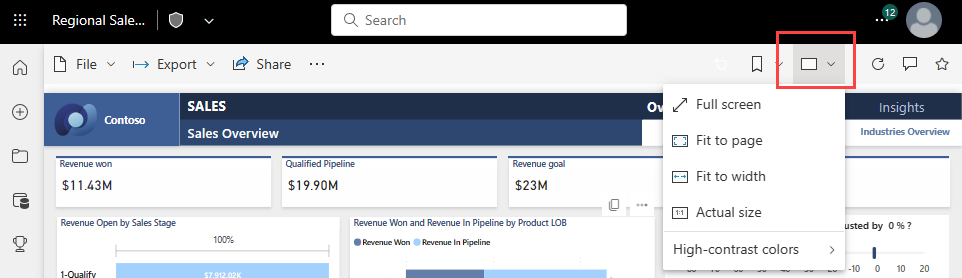 Regional Sale...
Search
12
File
Export
Share
Contoso
SALES
Sales Overview
Ov
Insights
Industries Overview
Full screen
Fit to page
Fit to width
1:1 Actual size
High-contrast colors
Revenue won
$11.43M
Qualified Pipeline
$19.90M
Revenue goal
$23M
Revenue Open by Sales Stage
100%
1-Qualify
$7,912.02K
Revenue Won and Revenue In Pipeline by Product LOB
Revenue Won Revenue In Pipeline
usted by 0 % ?
-10 0 10 20